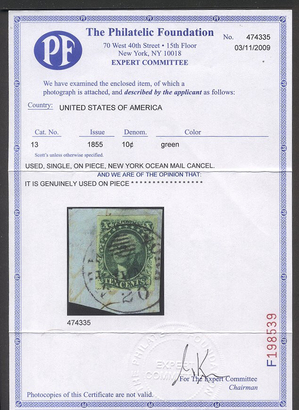 PF
The Philatelic Foundation
70 West 40th Street • 15th Floor
New York, NY 10018
EXPERT COMMITTEE
No. 474335
03/11/2009
We have examined the enclosed item, of which a
photograph is attached, and described by the applicant as follows:
Country: UNITED STATES OF AMERICA
Cat. No. Issue Denom. Color
13 1855 10¢ green
Scott's unless otherwise specified.
USED, SINGLE, ON PIECE, NEW YORK OCEAN MAIL CANCEL.
AND WE ARE OF THE OPINION THAT:
IT IS GENUINELY USED ON PIECE ******************
TEN CENTS
20
474335
F198539
For The Expert Committee
Chairman
Photocopies of this Certificate are not valid.